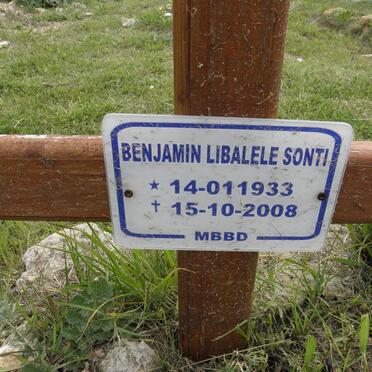 BENJAMIN LIBALELE SONTI
★ 14-011933
✝ 15-10-2008
MBBD